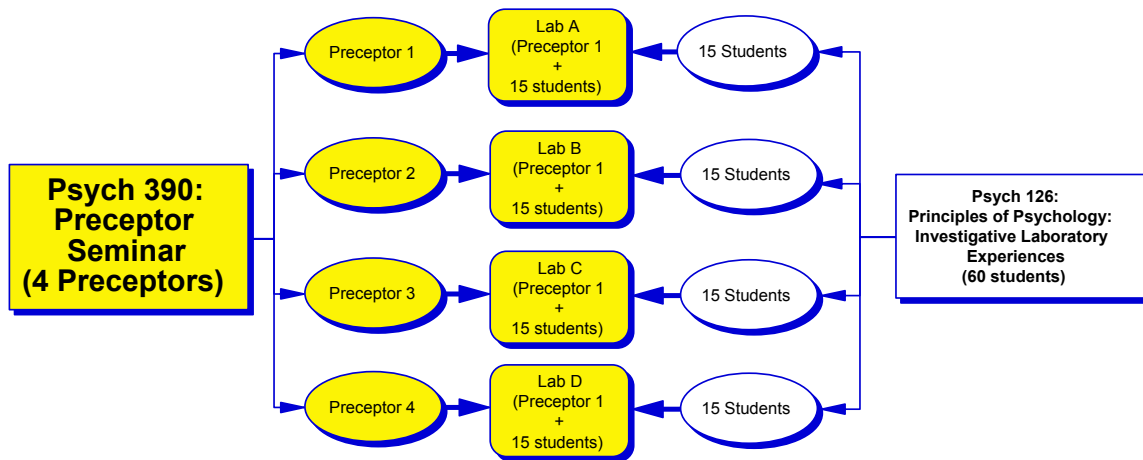 Psych 390:
Preceptor
Seminar
(4 Preceptors)
Preceptor 1
Lab A
(Preceptor 1
+
15 students)
15 Students
Preceptor 2
Lab B
(Preceptor 1
+
15 students)
15 Students
Preceptor 3
Lab C
(Preceptor 1
+
15 students)
15 Students
Preceptor 4
Lab D
(Preceptor 1
+
15 students)
15 Students
Psych 126:
Principles of Psychology:
Investigative Laboratory
Experiences
(60 students)